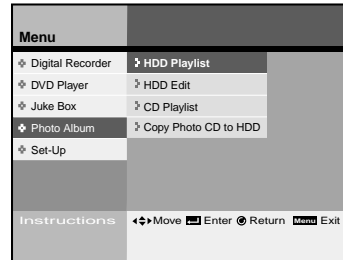 Menu
Digital Recorder
HDD Playlist
DVD Player
HDD Edit
Juke Box
CD Playlist
Photo Album
Copy Photo CD to HDD
Set-Up
Instructions Move Enter Return Menu Exit